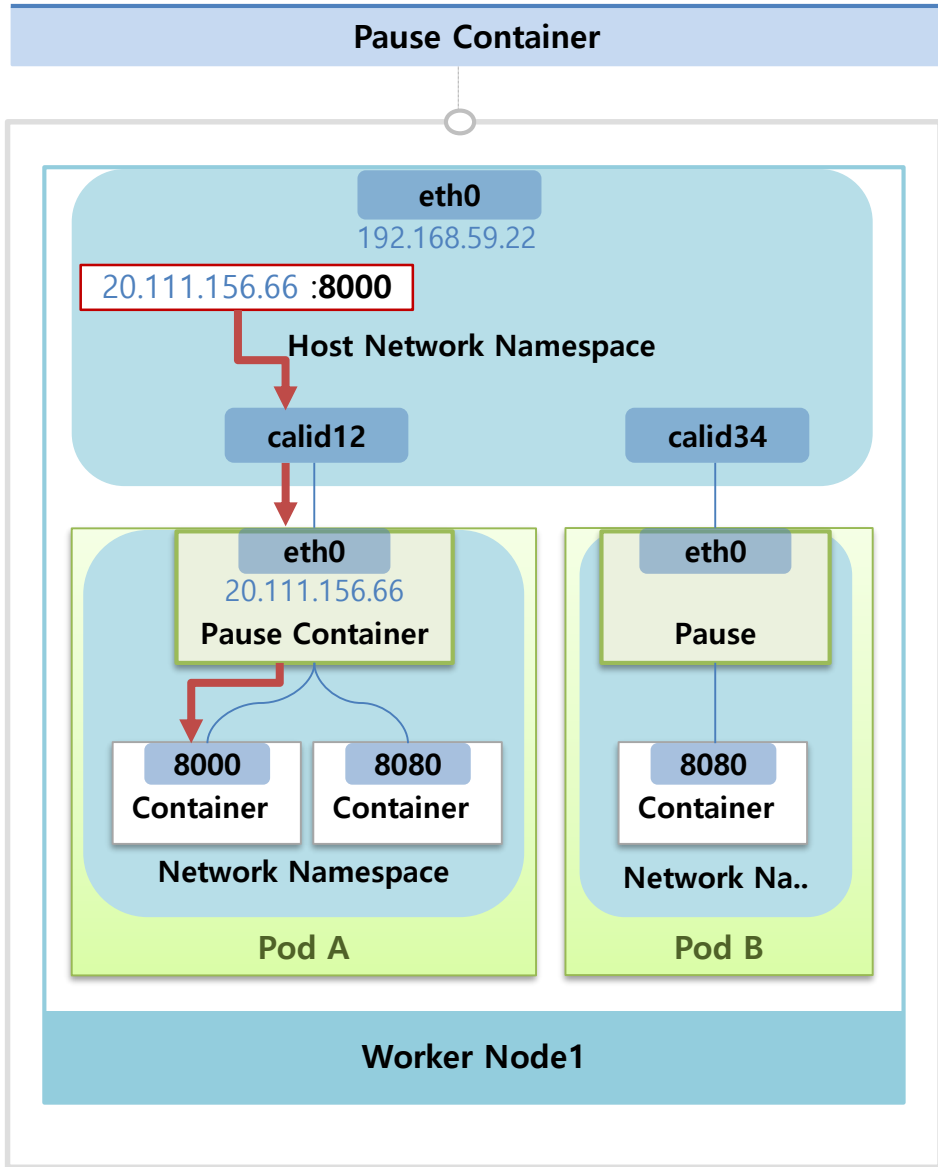 Pause Container
eth0
192.168.59.22
20.111.156.66 :8000
Host Network Namespace
calid12
calid34
eth0
20.111.156.66
Pause Container
eth0
Pause
8000
Container
8080
Container
8080
Container
Network Namespace
Network Na..
Pod A
Pod B
Worker Node1